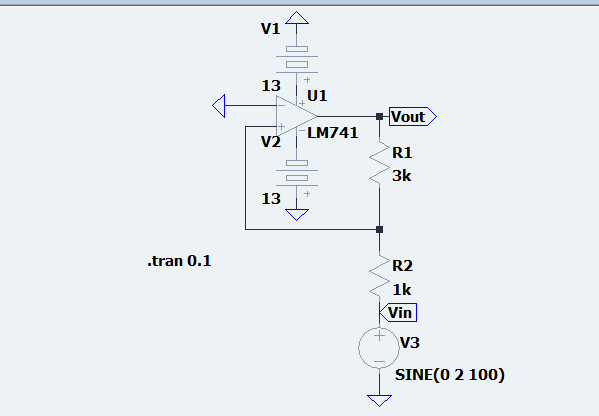 V1
13
U1
Vout
LM741
V2
R1
3k
13
.tran 0.1
R2
1k
Vin
V3
SINE(0 2 100)